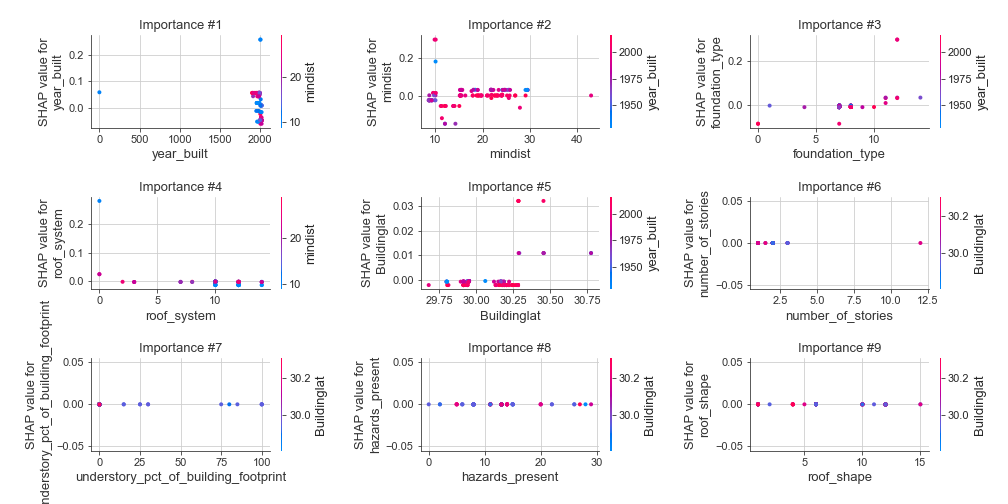 Importance #1
SHAP value for
year_built
0.2
0.1
0.0
0
500
1000
1500
2000
year_built
20
10
mindist
Importance #2
SHAP value for
mindist
0.2
0.0
10
20
30
40
mindist
2000
1975
1950
year_built
Importance #3
SHAP value for
foundation_type
0.2
0.0
0
5
10
foundation_type
2000
1975
1950
year_built
Importance #4
SHAP value for
roof_system
0.2
0.1
0.0
0
5
10
roof_system
20
10
mindist
Importance #5
SHAP value for
Buildinglat
0.03
0.02
0.01
0.00
29.75
30.00
30.25
30.50
30.75
Buildinglat
2000
1975
1950
year_built
Importance #6
SHAP value for
number_of_stories
0.05
0.00
−0.05
2.5
5.0
7.5
10.0
12.5
number_of_stories
30.2
30.0
Buildinglat
Importance #7
SHAP value for
nderstory_pct_of_building_footprint
0.05
0.00
−0.05
0
25
50
75
100
understory_pct_of_building_footprint
30.2
30.0
Buildinglat
Importance #8
SHAP value for
hazards_present
0.05
0.00
−0.05
0
10
20
30
hazards_present
30.2
30.0
Buildinglat
Importance #9
SHAP value for
roof_shape
0.05
0.00
−0.05
5
10
15
roof_shape
30.2
30.0
Buildinglat